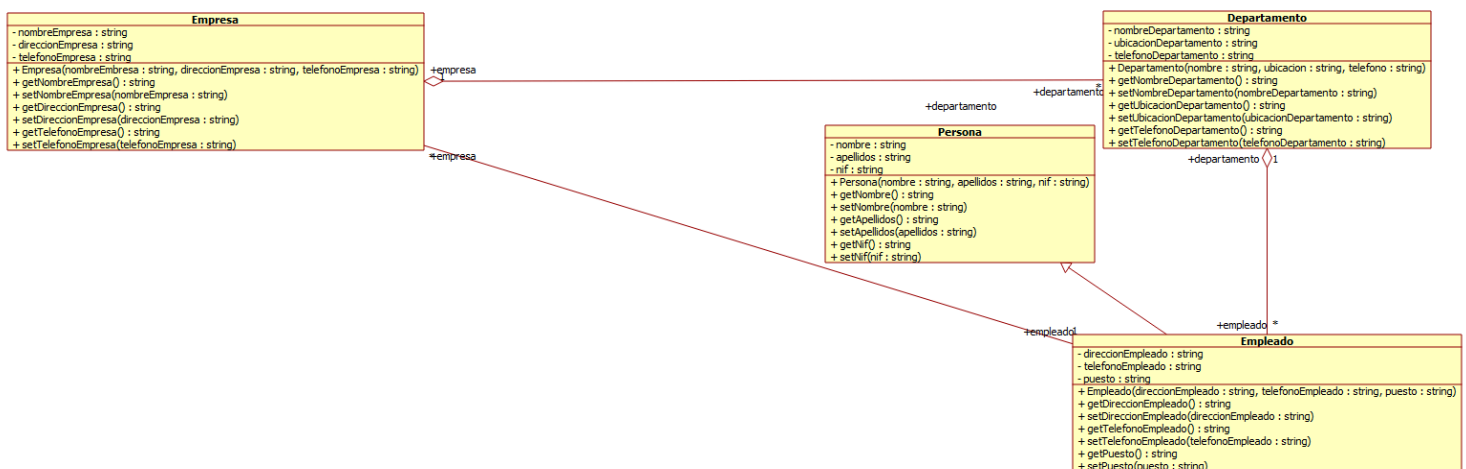 Empresa
- nombreEmpresa : string
- direccionEmpresa : string
- telefonoEmpresa : string
+ Empresa(nombreEmbresa : string, direccionEmpresa : string, telefonoEmpresa : string)
+ getNombreEmpresa() : string
+ setNombreEmpresa(nombreEmpresa : string)
+ getDireccionEmpresa() : string
+ setDireccionEmpresa(direccionEmpresa : string)
+ getTelefonoEmpresa() : string
+ setTelefonoEmpresa(telefonoEmpresa : string)
+empresa
1
*
+departamento
+departamento
Departamento
- nombreDepartamento : string
- ubicacionDepartamento : string
- telefonoDepartamento : string
+ Departamento(nombre : string, ubicacion : string, telefono : string)
+ getNombreDepartamento() : string
+ setNombreDepartamento(nombreDepartamento : string)
+ getUbicacionDepartamento() : string
+ setUbicacionDepartamento(ubicacionDepartamento : string)
+ getTelefonoDepartamento() : string
+ setTelefonoDepartamento(telefonoDepartamento : string)
+departamento 1
Persona
- nombre : string
- apellidos : string
- nif : string
+ Persona(nombre : string, apellidos : string, nif : string)
+ getNombre() : string
+ setNombre(nombre : string)
+ getApellidos() : string
+ setApellidos(apellidos : string)
+ getNif() : string
+ setNif(nif : string)
*
+empresa
+empleado 1
+empleado *
Empleado
- direccionEmpleado : string
- telefonoEmpleado : string
- puesto : string
+ Empleado(direccionEmpleado : string, telefonoEmpleado : string, puesto : string)
+ getDireccionEmpleado() : string
+ setDireccionEmpleado(direccionEmpleado : string)
+ getTelefonoEmpleado() : string
+ setTelefonoEmpleado(telefonoEmpleado : string)
+ getPuesto() : string
+ setPuesto(puesto : string)